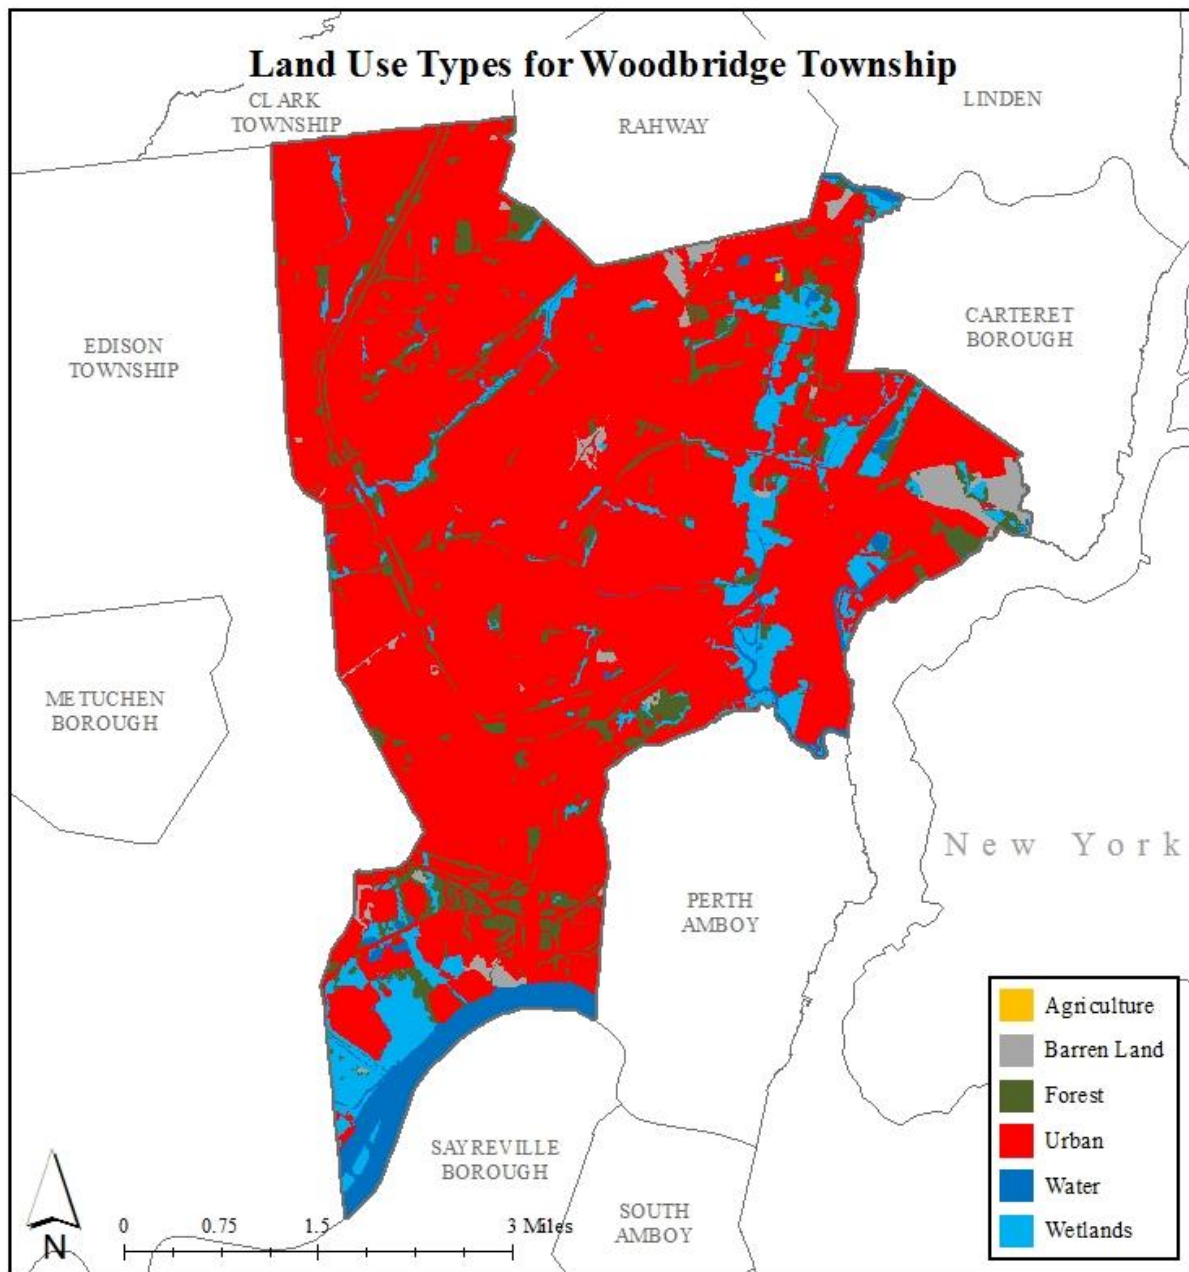 Land Use Types for Woodbridge Township
CLARK
TOWNSHIP
RAHWAY
LINDEN
EDISON
TOWNSHIP
CARTERET
BOROUGH
METUCHEN
BOROUGH
New York
PERTH
AMBOY
Agriculture
Barren Land
Forest
Urban
Water
Wetlands
SAYREVILLE
BOROUGH
SOUTH
AMBOY
N
0 0.75 1.5 3 Miles